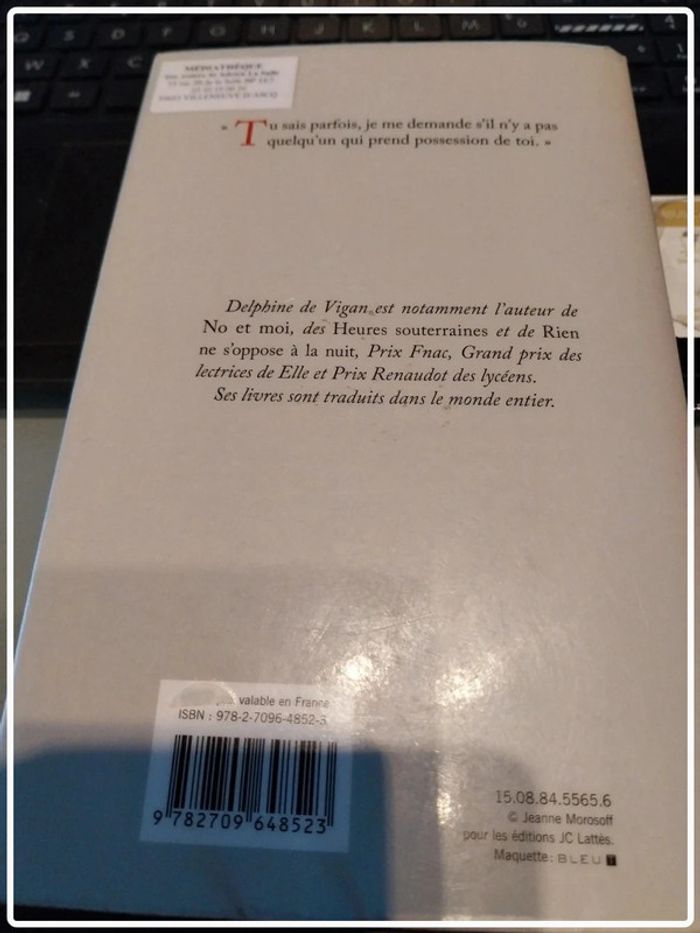 MÉDIATHÈQUE
59653 VILLENEUVE D'ASCQ
« Tu sais parfois, je me demande s'il n'y a pas
quelqu'un qui prend possession de toi. »
Delphine de Vigan est notamment l'auteur de
No et moi, des Heures souterraines et de Rien
ne s'oppose à la nuit, Prix Fnac, Grand prix des
lectrices de Elle et Prix Renaudot des lycéens.
Ses livres sont traduits dans le monde entier.
valable en France
ISBN : 978-2-7096-4852-3
9 782709 648523
15.08.84.5565.6
© Jeanne Morosoff
pour les éditions JC Lattès.
Maquette : BLEU T